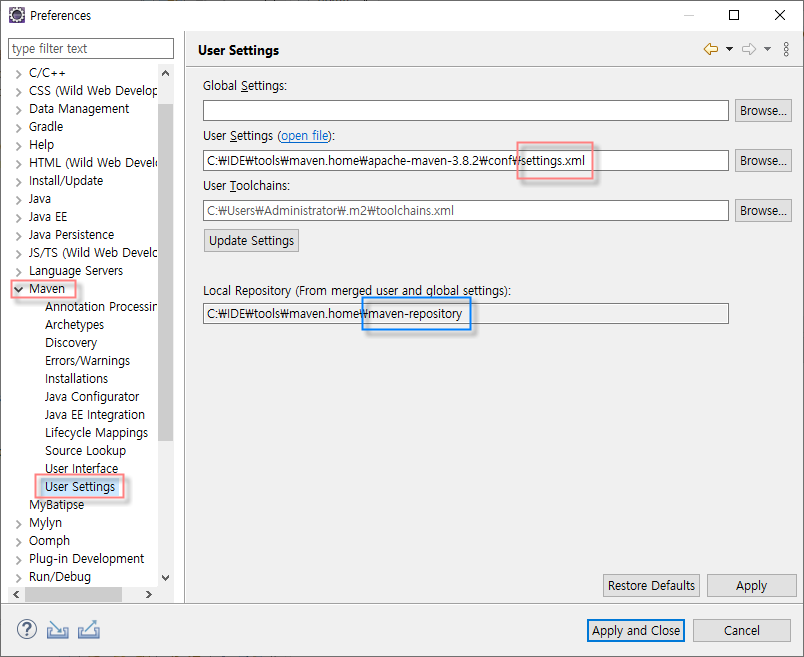 Preferences
type filter text
C/C++
CSS (Wild Web Develop
Data Management
Gradle
Help
HTML (Wild Web Devel
Install/Update
Java
Java EE
Java Persistence
JS/TS (Wild Web Develc
Language Servers
Maven
Annotation Processin
Archetypes
Discovery
Errors/Warnings
Installations
Java Configurator
Java EE Integration
Lifecycle Mappings
Source Lookup
User Interface
User Settings
MyBatipse
Mylyn
Oomph
Plug-in Development
Run/Debug
User Settings
Global Settings:
Browse...
User Settings (open file):
C:₩IDE₩tools₩maven.home₩apache-maven-3.8.2₩conf₩settings.xml
Browse...
User Toolchains:
C:₩Users₩Administrator₩.m2₩toolchains.xml
Browse...
Update Settings
Local Repository (From merged user and global settings):
C:₩IDE₩tools₩maven.home₩maven-repository
Restore Defaults
Apply
Apply and Close
Cancel